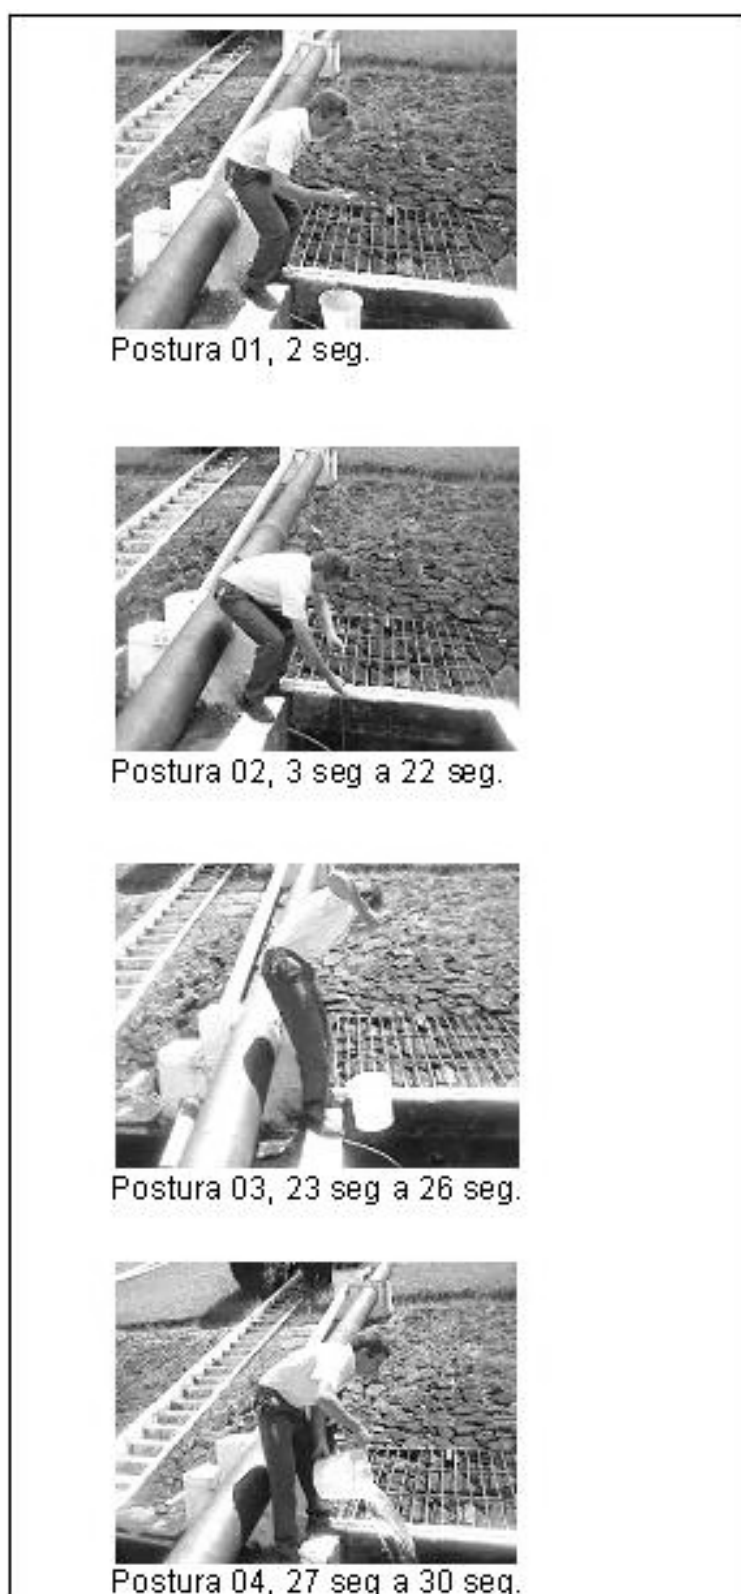 Postura 01, 2 seg.
Postura 02, 3 seg a 22 seg.
Postura 03, 23 seg a 26 seg.
Postura 04, 27 seg a 30 seg.